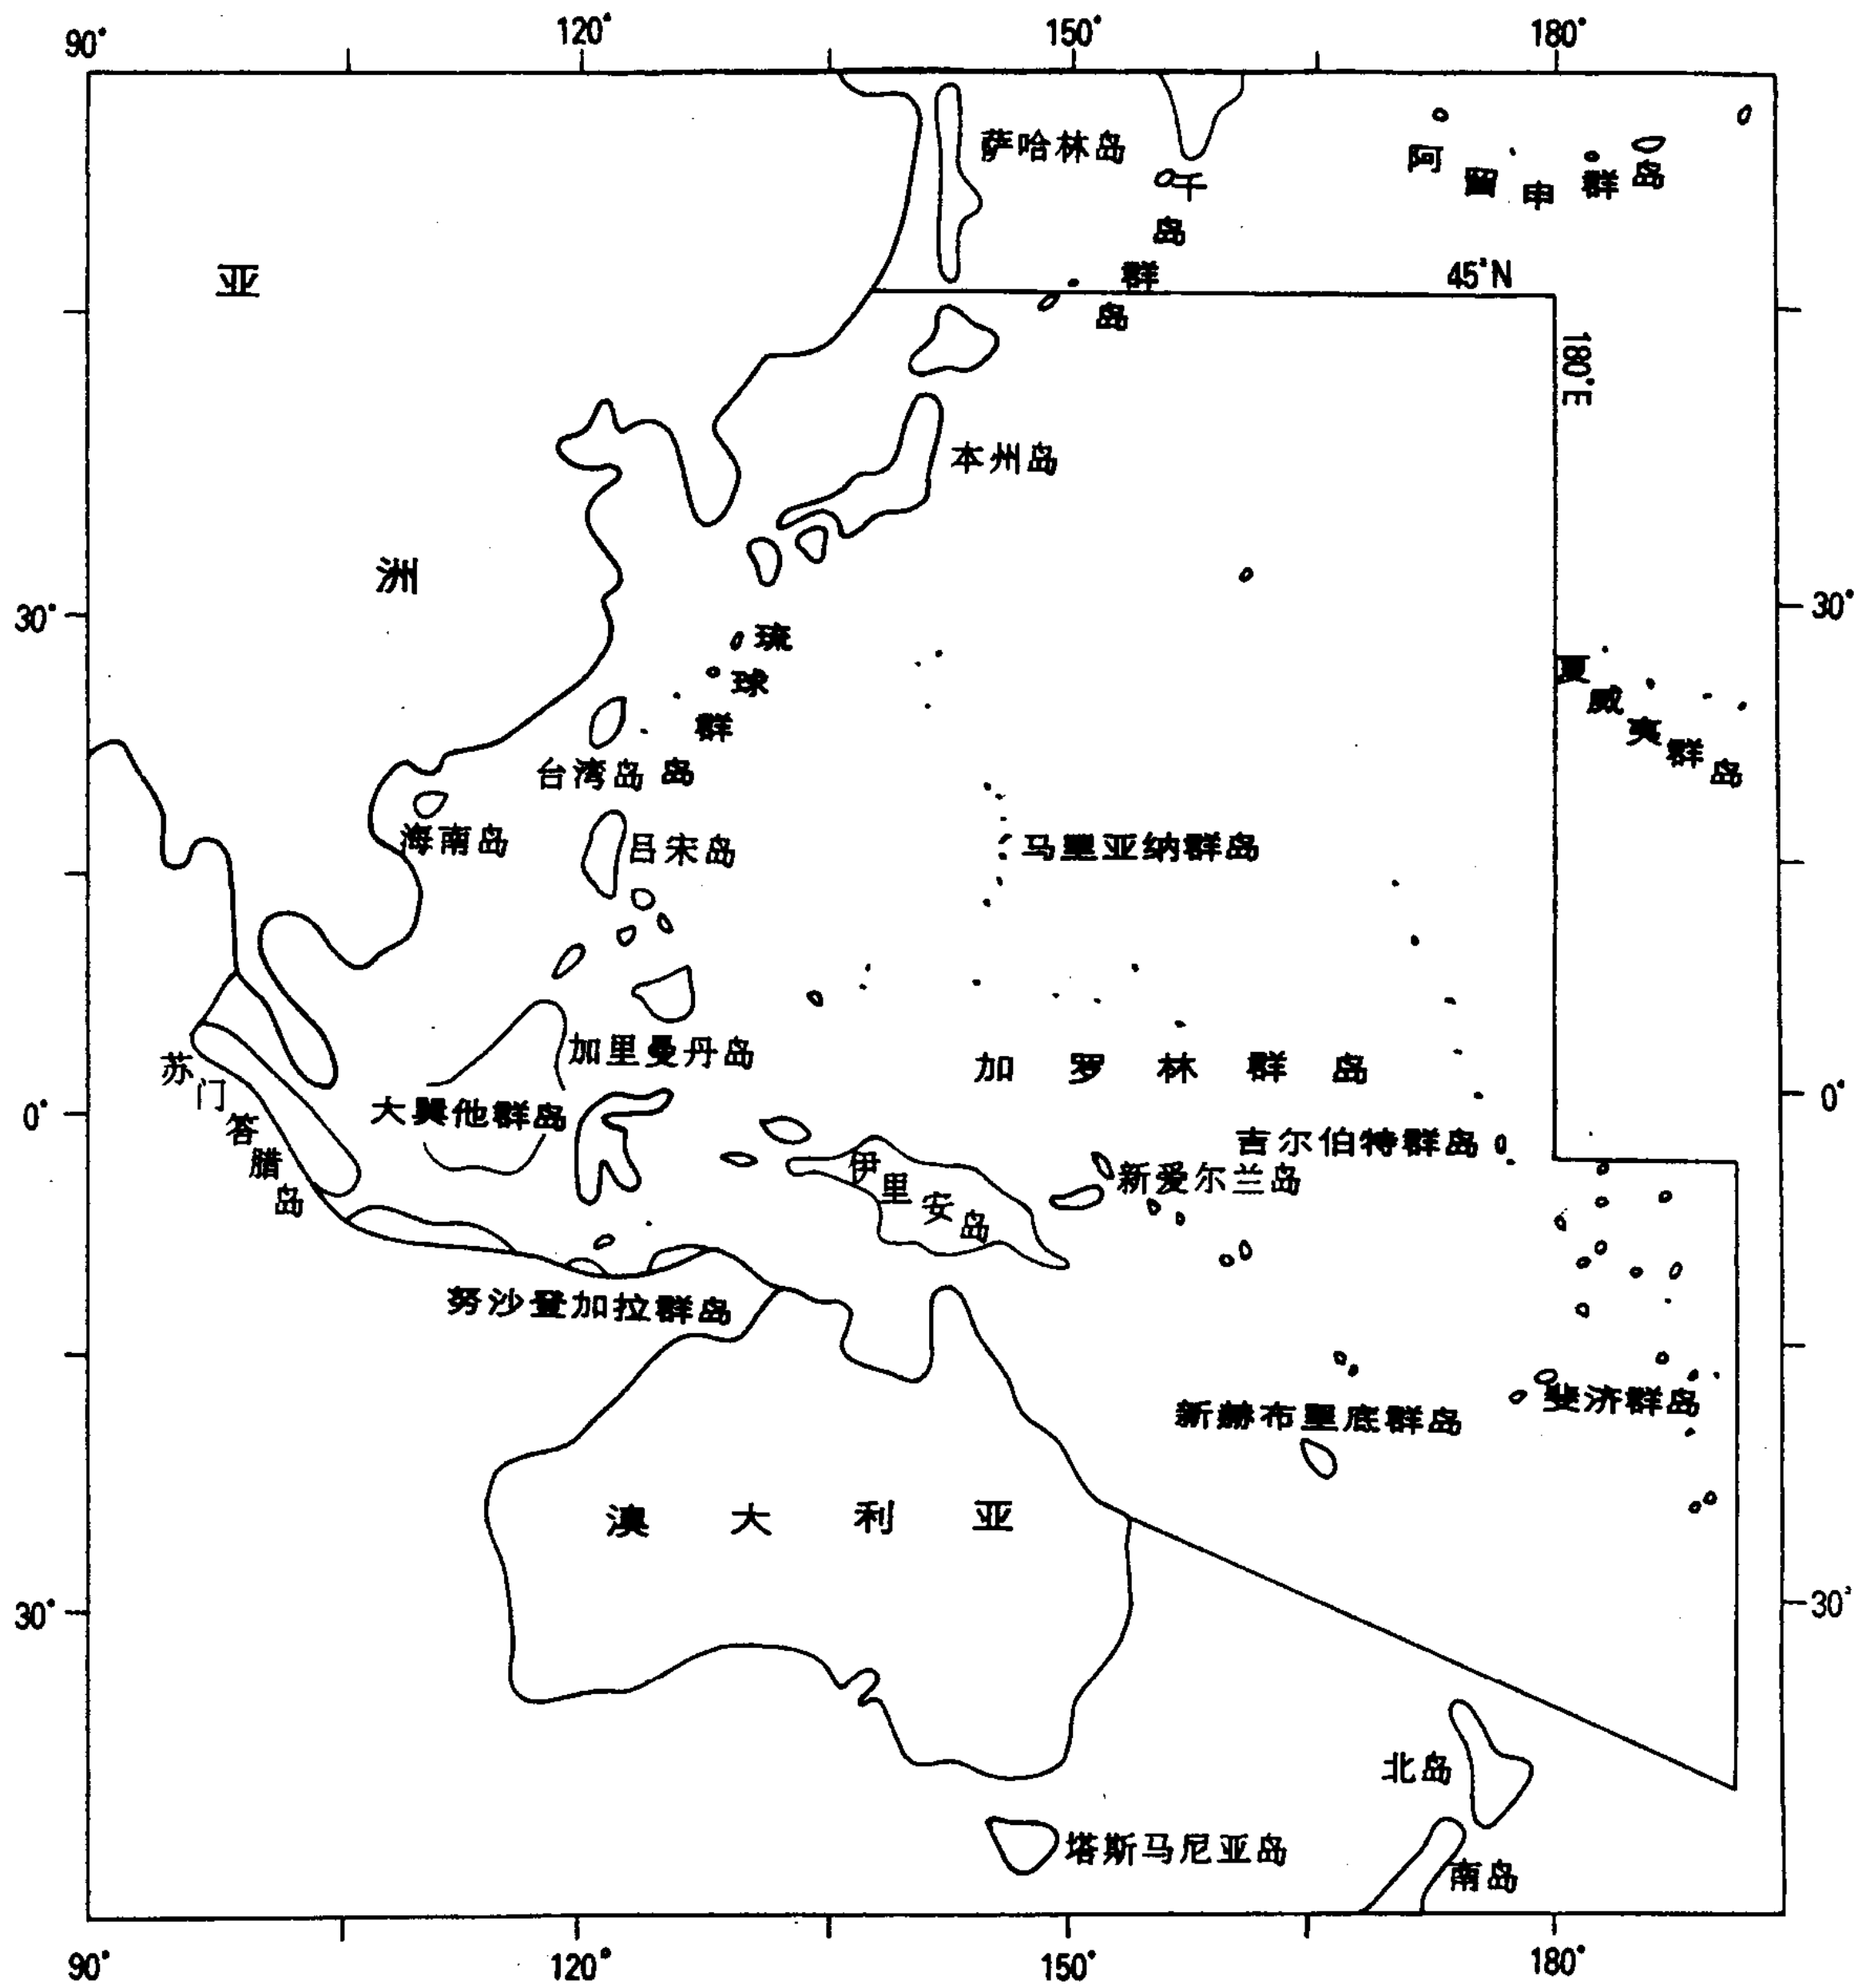 90° 120° 150° 180°
萨哈林岛
千岛群岛
阿留申群岛
亚洲
45°N
180°E
本州岛
30° 30°
琉球群岛
夏威夷群岛
台湾岛
海南岛
吕宋岛
马里亚纳群岛
加里曼丹岛
加罗林群岛
苏门答腊岛
大巽他群岛
0° 0°
吉尔伯特群岛
伊里安岛
新爱尔兰岛
努沙登加拉群岛
新赫布里底群岛
斐济群岛
澳大利亚
30° 30°
北岛
塔斯马尼亚岛
南岛
90° 120° 150° 180°